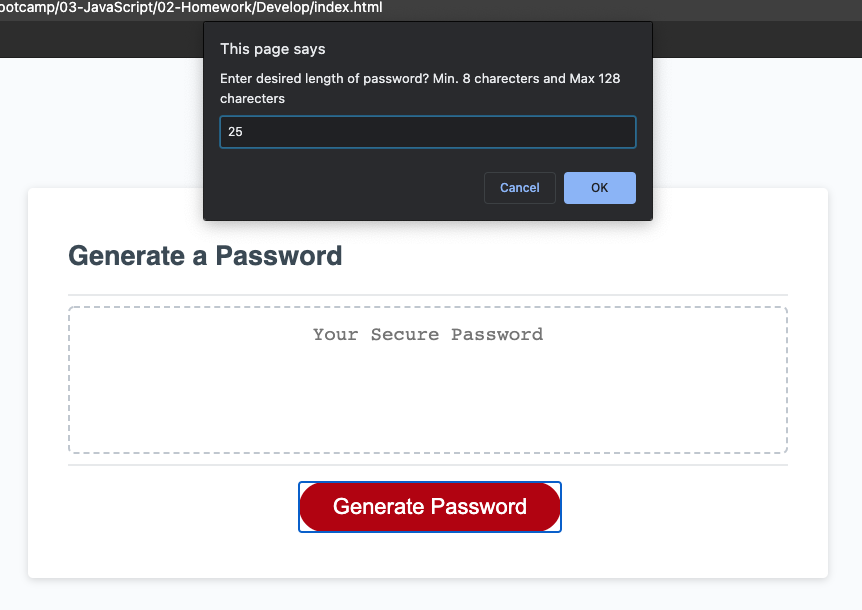 ootcamp/03-JavaScript/02-Homework/Develop/index.html
This page says
Enter desired length of password? Min. 8 charecters and Max 128
charecters
25
Cancel
OK
Generate a Password
Your Secure Password
Generate Password